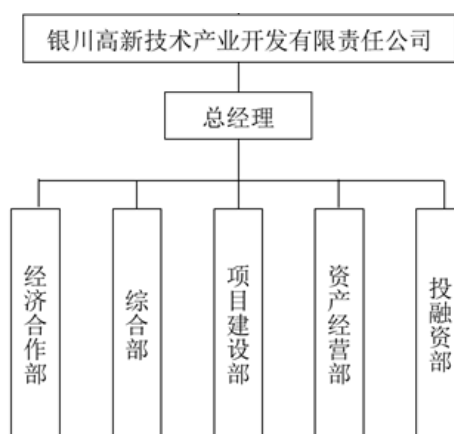 银川高新技术产业开发有限责任公司
总经理
经济合作部
综合部
项目建设部
资产经营部
投融资部